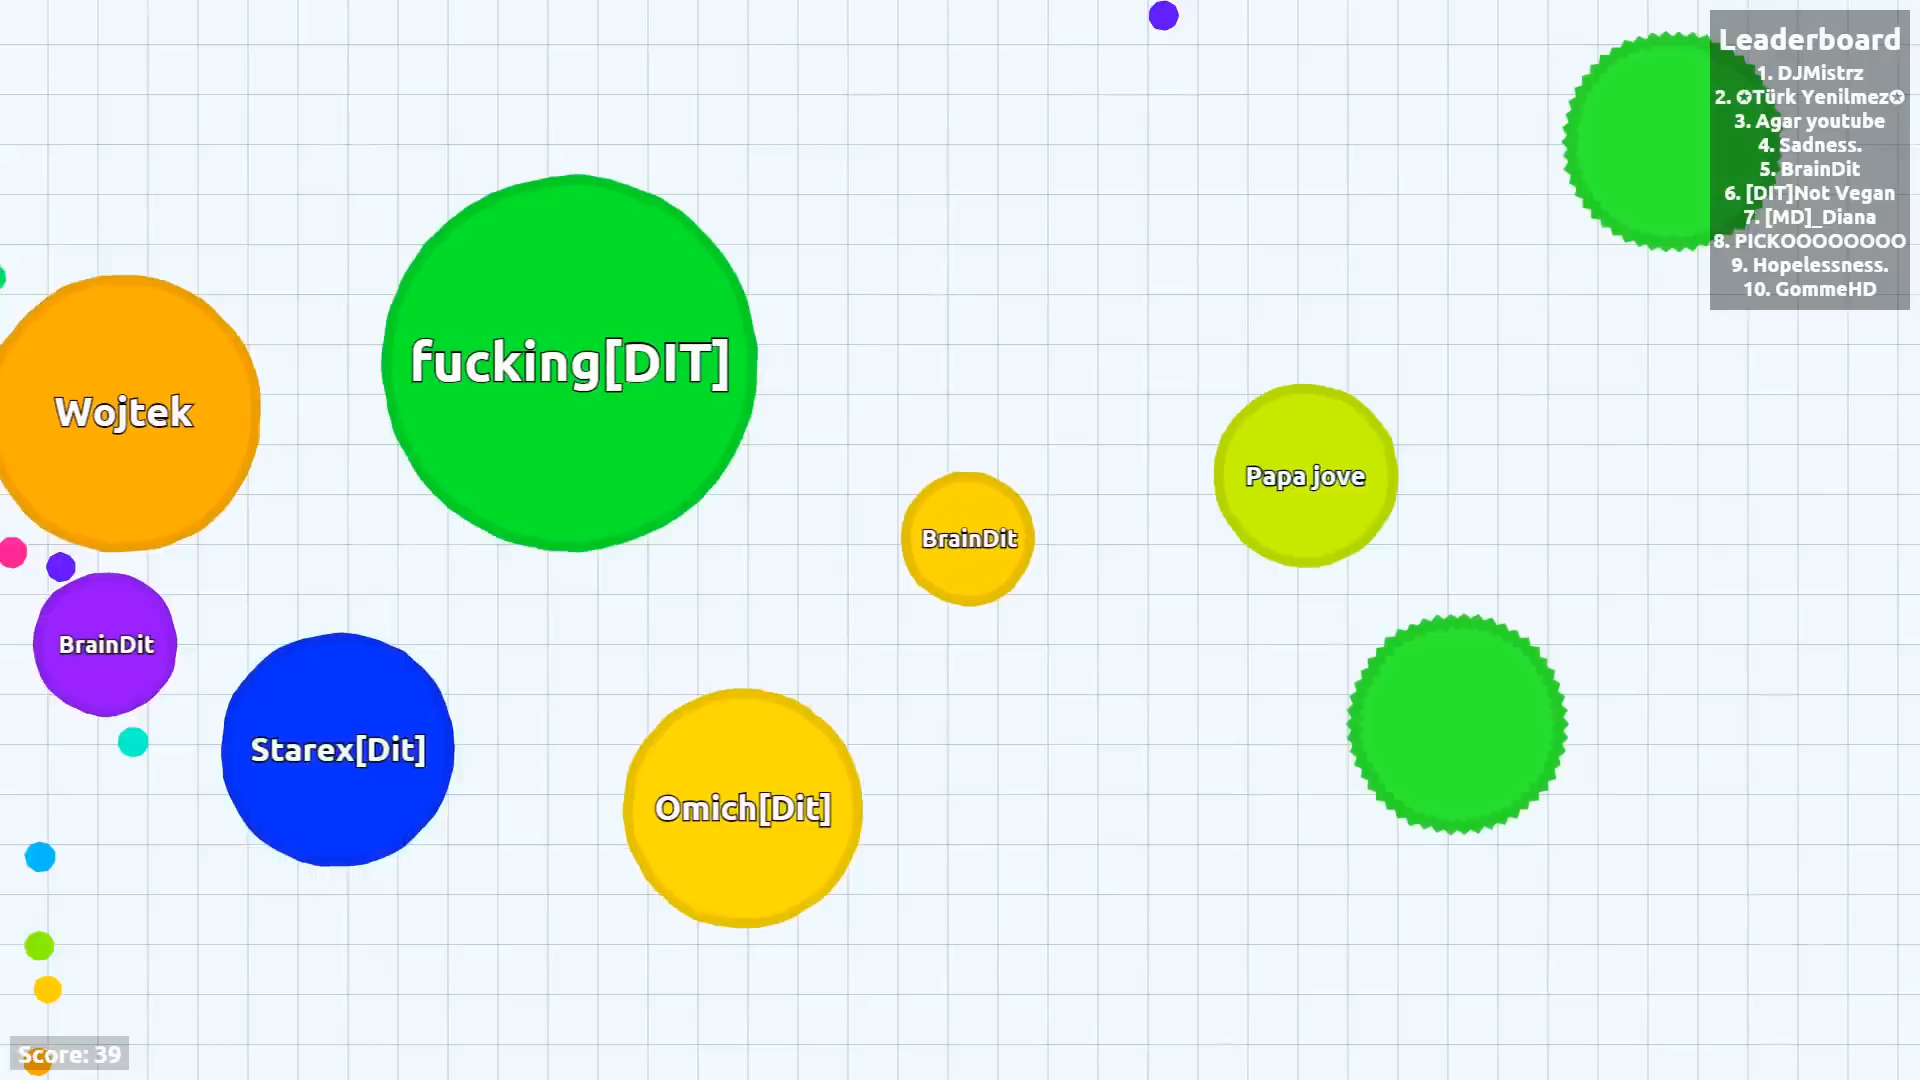 Leaderboard
1. DJMistrz
2. ✪Türk Yenilmez✪
3. Agar youtube
4. Sadness.
5. BrainDit
6. [DIT]Not Vegan
7. [MD]_Diana
8. PICKOOOOOOOO
9. Hopelessness.
10. GommeHD
fucking[DIT]
Wojtek
Papa jove
BrainDit
BrainDit
Starex[Dit]
Omich[Dit]
Score: 39